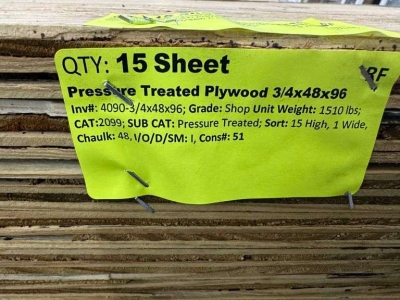 QTY: 15 Sheet
Pressure Treated Plywood 3/4x48x96
Inv#: 4090-3/4x48x96; Grade: Shop Unit Weight: 1510 lbs;
CAT:2099; SUB CAT: Pressure Treated; Sort: 15 High, 1 Wide,
Chaulk: 48, I/O/D/SM: I, Cons#: 51